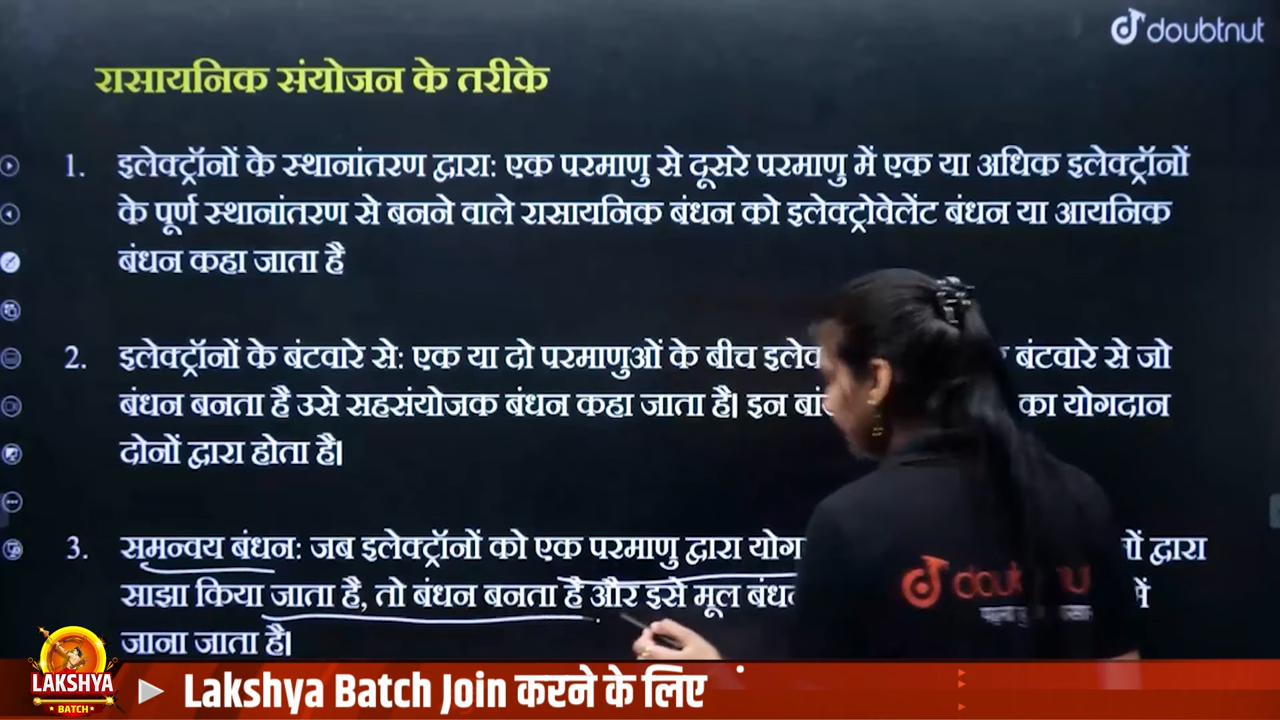 doubtnut
रासायनिक संयोजन के तरीके
1. इलेक्ट्रॉनों के स्थानांतरण द्वारा: एक परमाणु से दूसरे परमाणु में एक या अधिक इलेक्ट्रॉनों
के पूर्ण स्थानांतरण से बनने वाले रासायनिक बंधन को इलेक्ट्रोवेलेंट बंधन या आयनिक
बंधन कहा जाता है
2. इलेक्ट्रॉनों के बंटवारे से: एक या दो परमाणुओं के बीच बंटवारे से जो
बंधन बनता है उसे सहसंयोजक बंधन कहा जाता है। इन का योगदान
दोनों द्वारा होता है।
3. समन्वय बंधन: जब इलेक्ट्रॉनों को एक परमाणु द्वारा द्वारा
साझा किया जाता है, तो बंधन बनता है और इसे मूल में
जाना जाता है।
LAKSHYA
BATCH
Lakshya Batch Join करने के लिए